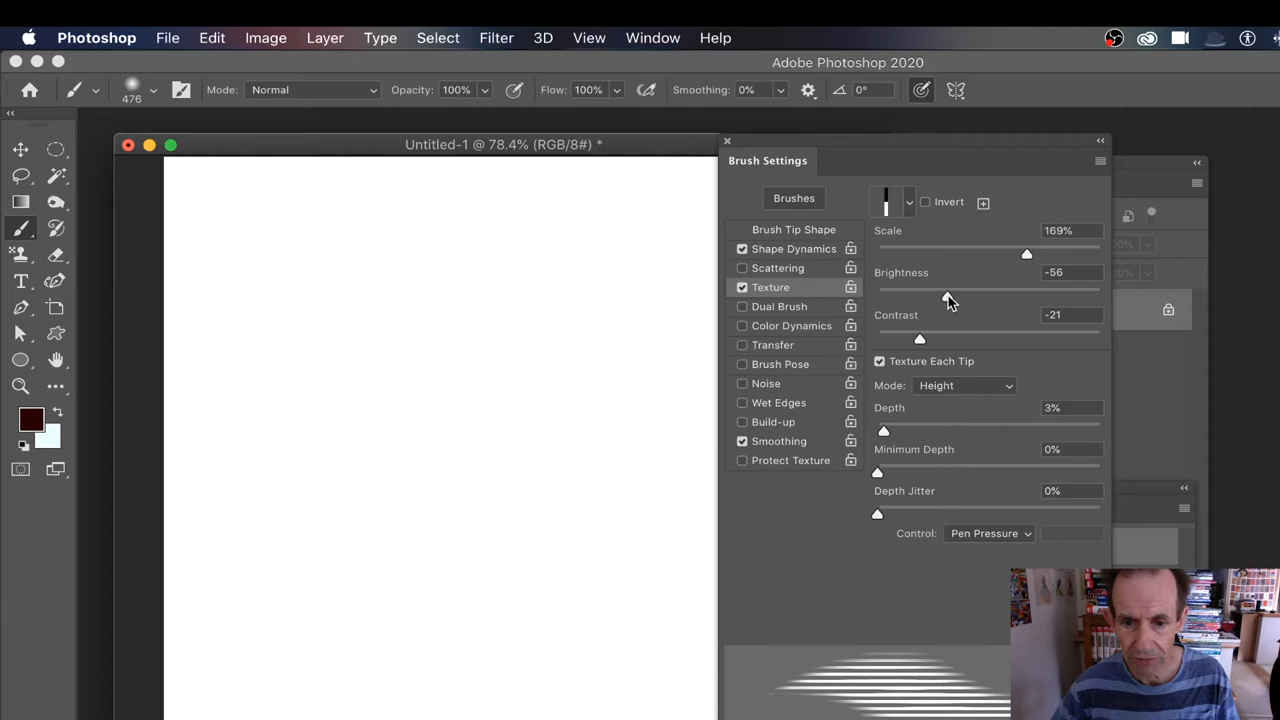 Photoshop File Edit Image Layer Type Select Filter 3D View Window Help
Adobe Photoshop 2020
476 Mode: Normal Opacity: 100% Flow: 100% Smoothing: 0% 0°
Untitled-1 @ 78.4% (RGB/8#) *
Brush Settings
Brushes
Invert
Brush Tip Shape
Shape Dynamics
Scattering
Texture
Dual Brush
Color Dynamics
Transfer
Brush Pose
Noise
Wet Edges
Build-up
Smoothing
Protect Texture
Scale 169%
Brightness -56
Contrast -21
Texture Each Tip
Mode: Height
Depth 3%
Minimum Depth 0%
Depth Jitter 0%
Control: Pen Pressure